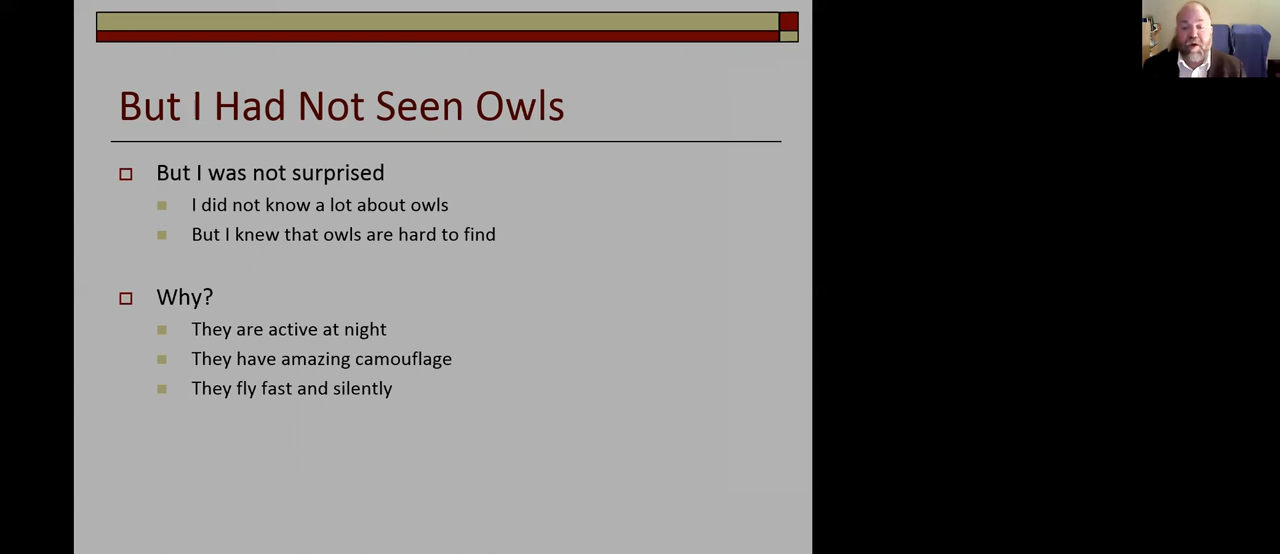 But I Had Not Seen Owls
But I was not surprised
I did not know a lot about owls
But I knew that owls are hard to find
Why?
They are active at night
They have amazing camouflage
They fly fast and silently